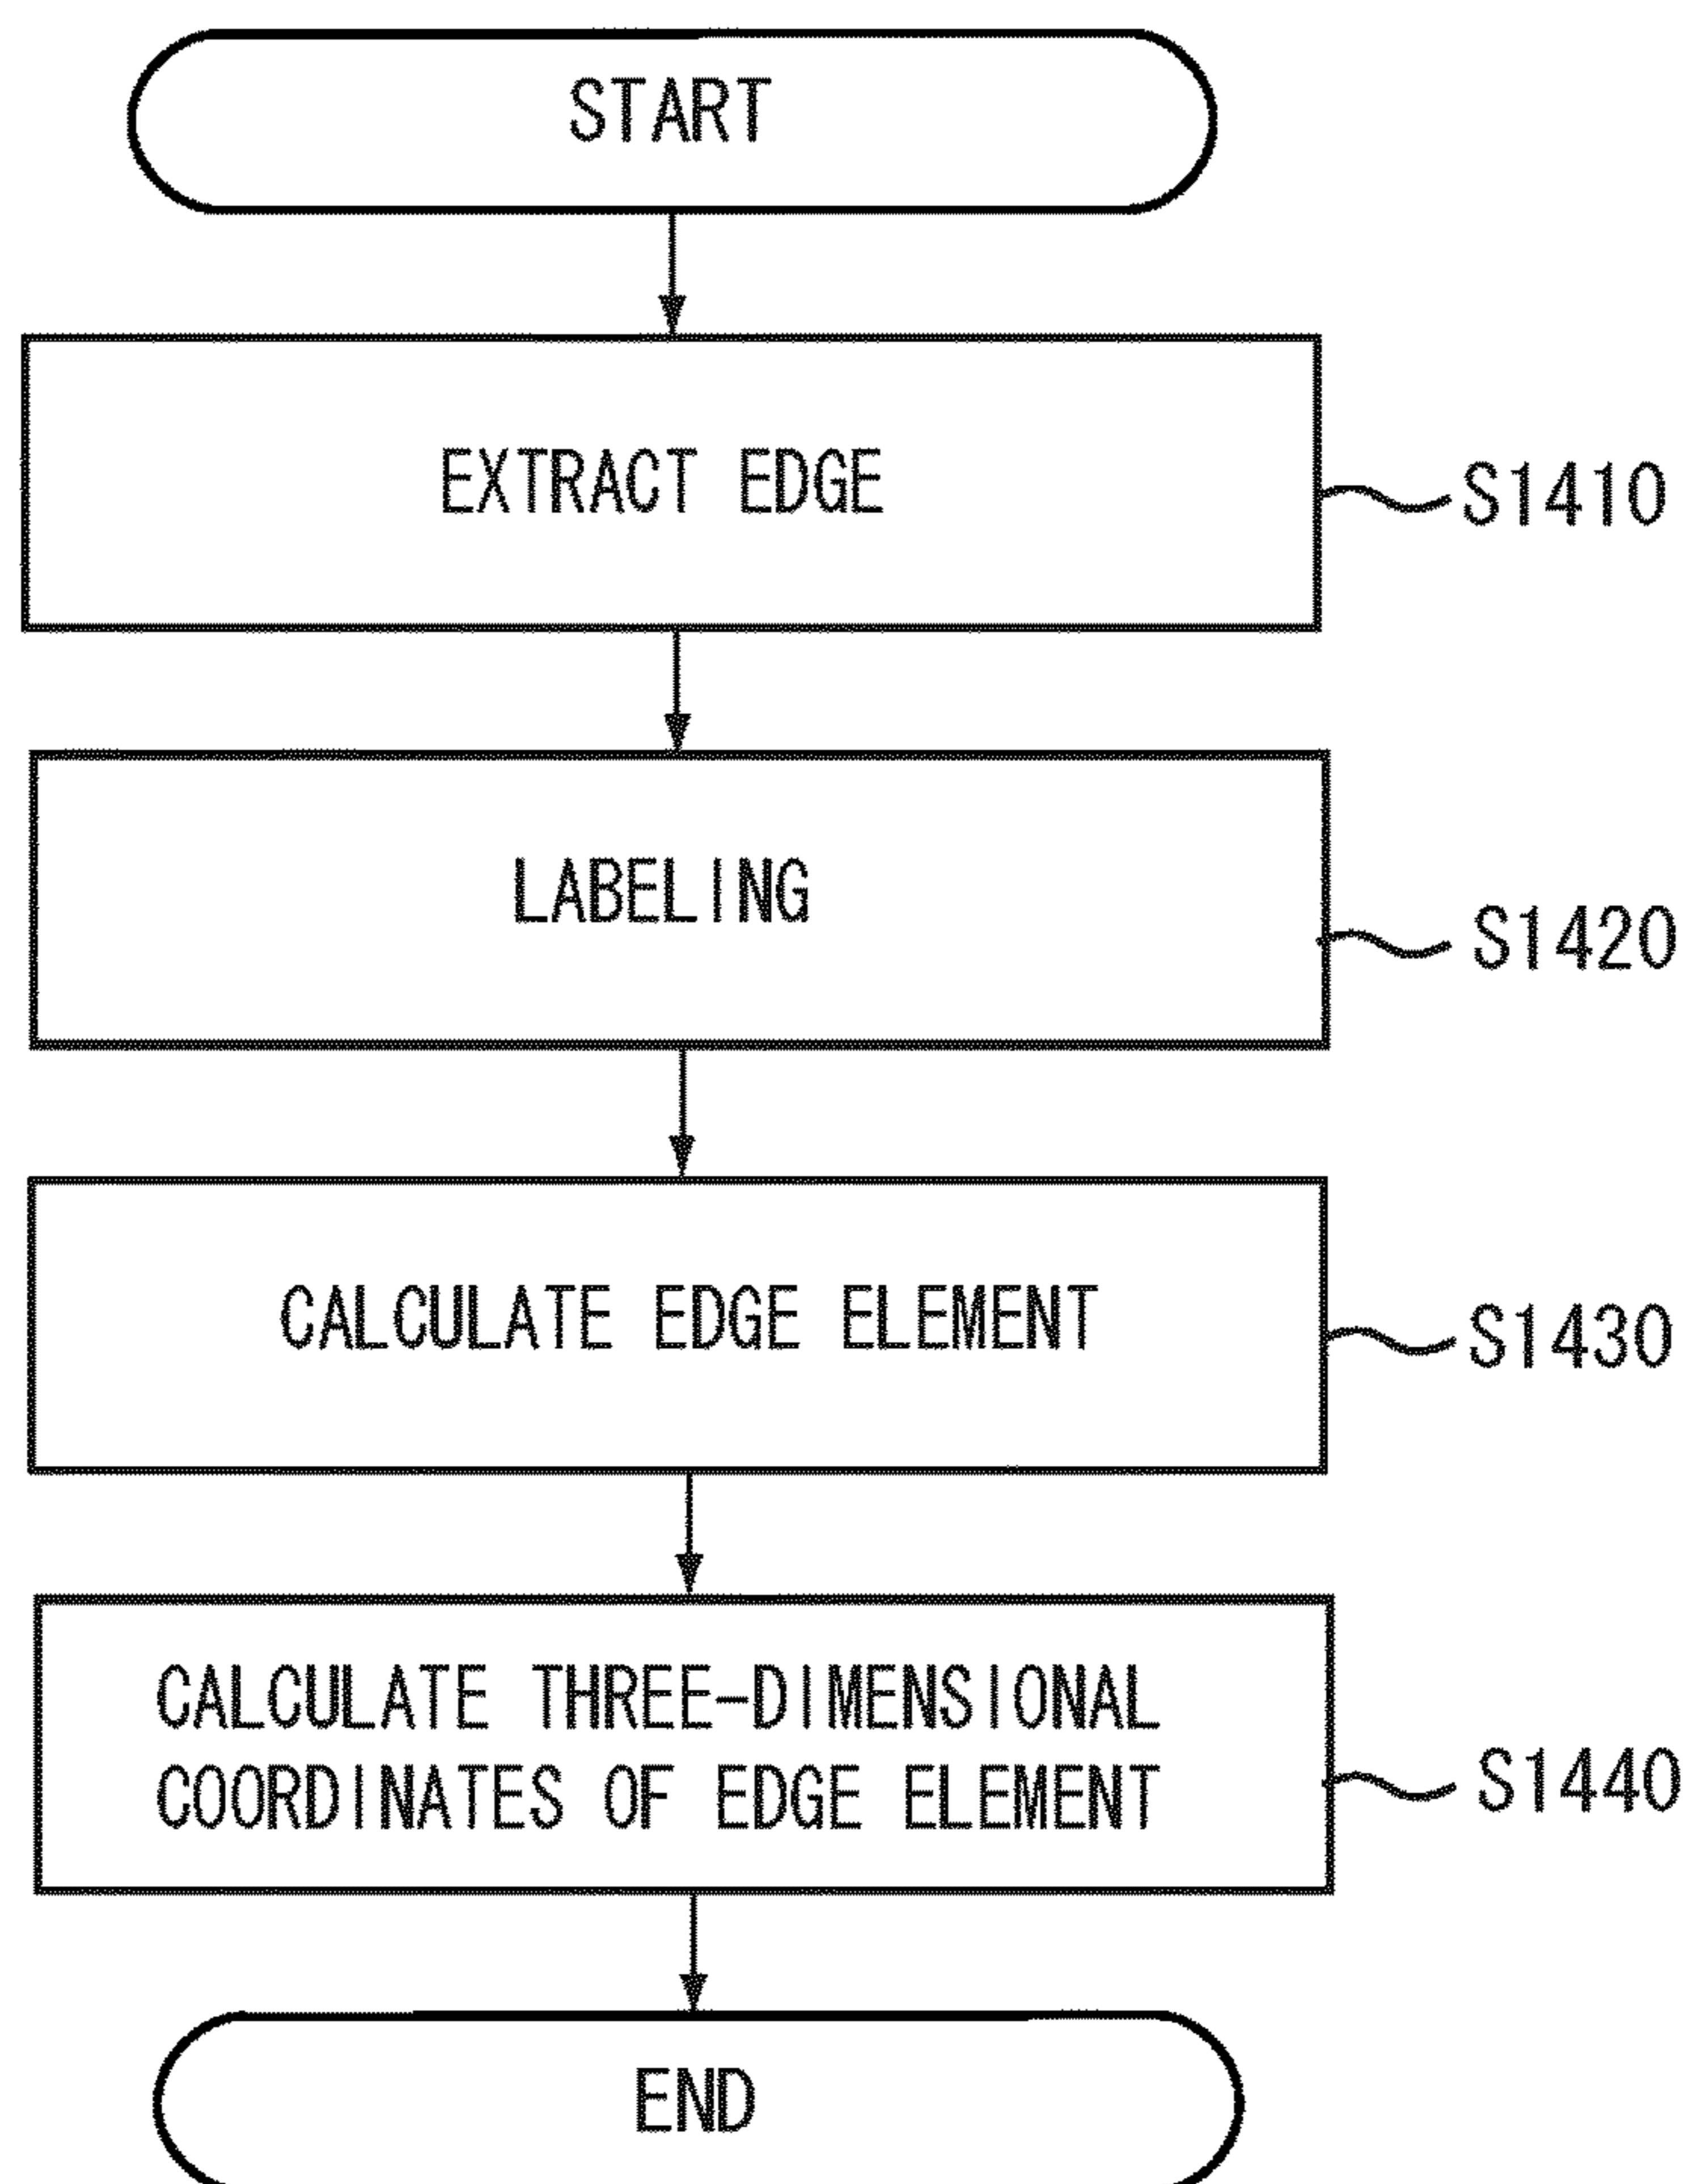 START
EXTRACT EDGE
S1410
LABELING
S1420
CALCULATE EDGE ELEMENT
S1430
CALCULATE THREE-DIMENSIONAL
COORDINATES OF EDGE ELEMENT
S1440
END